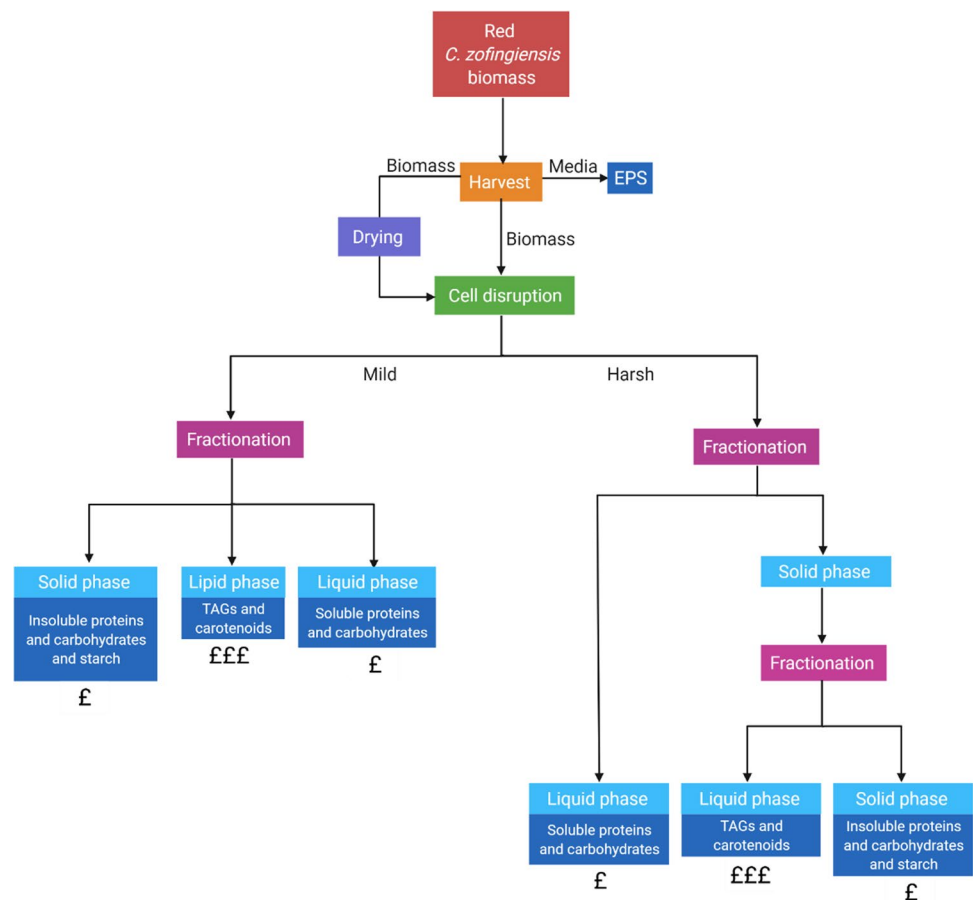 Red
C. zofingiensis
biomass
Biomass
Harvest
Media
EPS
Drying
Biomass
Cell disruption
Mild
Harsh
Fractionation
Fractionation
Solid phase
Insoluble proteins
and carbohydrates
and starch
£
Lipid phase
TAGs and
carotenoids
£££
Liquid phase
Soluble proteins
and carbohydrates
£
Solid phase
Fractionation
Liquid phase
Soluble proteins
and carbohydrates
£
Liquid phase
TAGs and
carotenoids
£££
Solid phase
Insoluble proteins
and carbohydrates
and starch
£